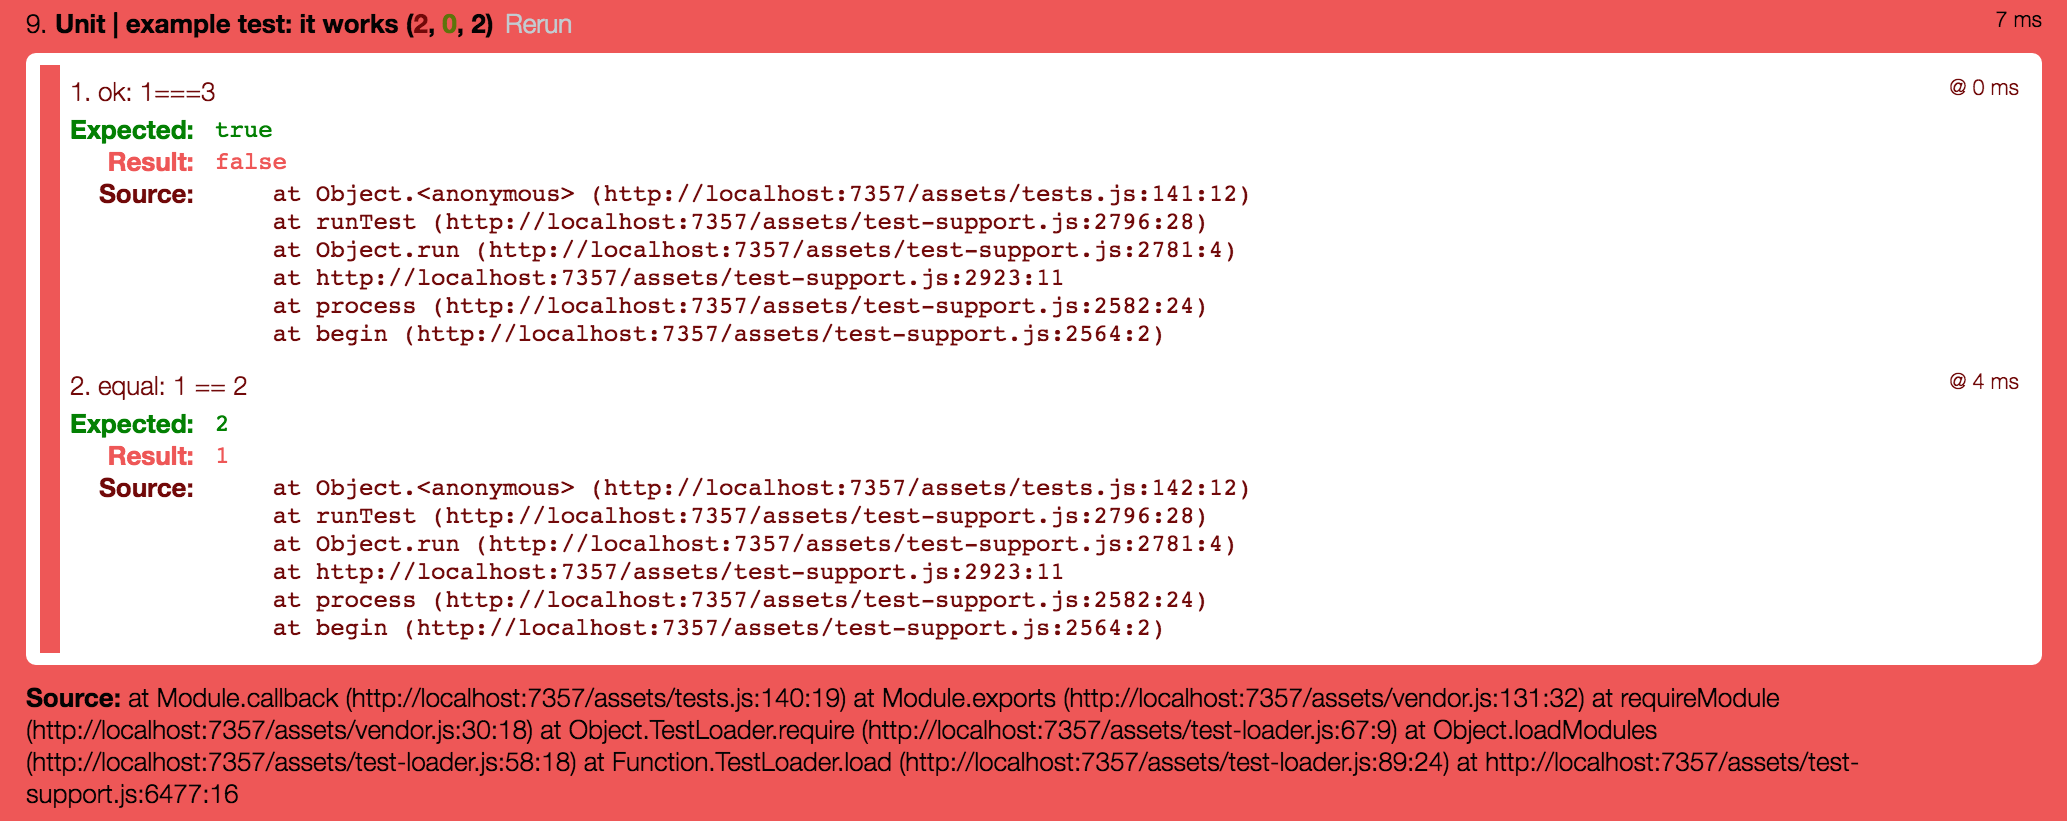 9. Unit | example test: it works (2, 0, 2) Rerun 7 ms
1. ok: 1===3 @ 0 ms
Expected: true
Result: false
Source: at Object.<anonymous> (http://localhost:7357/assets/tests.js:141:12)
at runTest (http://localhost:7357/assets/test-support.js:2796:28)
at Object.run (http://localhost:7357/assets/test-support.js:2781:4)
at http://localhost:7357/assets/test-support.js:2923:11
at process (http://localhost:7357/assets/test-support.js:2582:24)
at begin (http://localhost:7357/assets/test-support.js:2564:2)
2. equal: 1 == 2 @ 4 ms
Expected: 2
Result: 1
Source: at Object.<anonymous> (http://localhost:7357/assets/tests.js:142:12)
at runTest (http://localhost:7357/assets/test-support.js:2796:28)
at Object.run (http://localhost:7357/assets/test-support.js:2781:4)
at http://localhost:7357/assets/test-support.js:2923:11
at process (http://localhost:7357/assets/test-support.js:2582:24)
at begin (http://localhost:7357/assets/test-support.js:2564:2)
Source: at Module.callback (http://localhost:7357/assets/tests.js:140:19) at Module.exports (http://localhost:7357/assets/vendor.js:131:32) at requireModule
(http://localhost:7357/assets/vendor.js:30:18) at Object.TestLoader.require (http://localhost:7357/assets/test-loader.js:67:9) at Object.loadModules
(http://localhost:7357/assets/test-loader.js:58:18) at Function.TestLoader.load (http://localhost:7357/assets/test-loader.js:89:24) at http://localhost:7357/assets/test-
support.js:6477:16